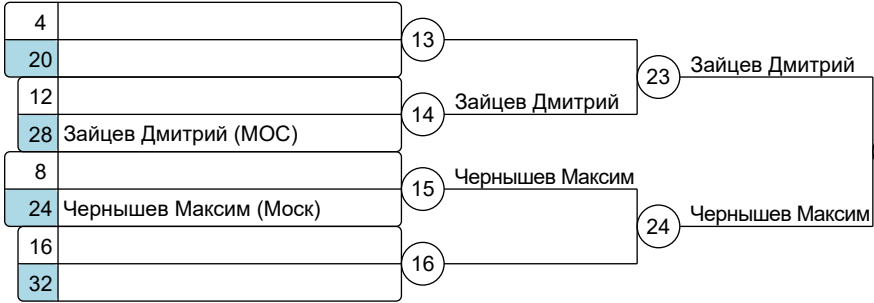 4
13
20
23 Зайцев Дмитрий
12
14 Зайцев Дмитрий
28 Зайцев Дмитрий (МОС)
8
15 Чернышев Максим
24 Чернышев Максим (Моск)
24 Чернышев Максим
16
16
32